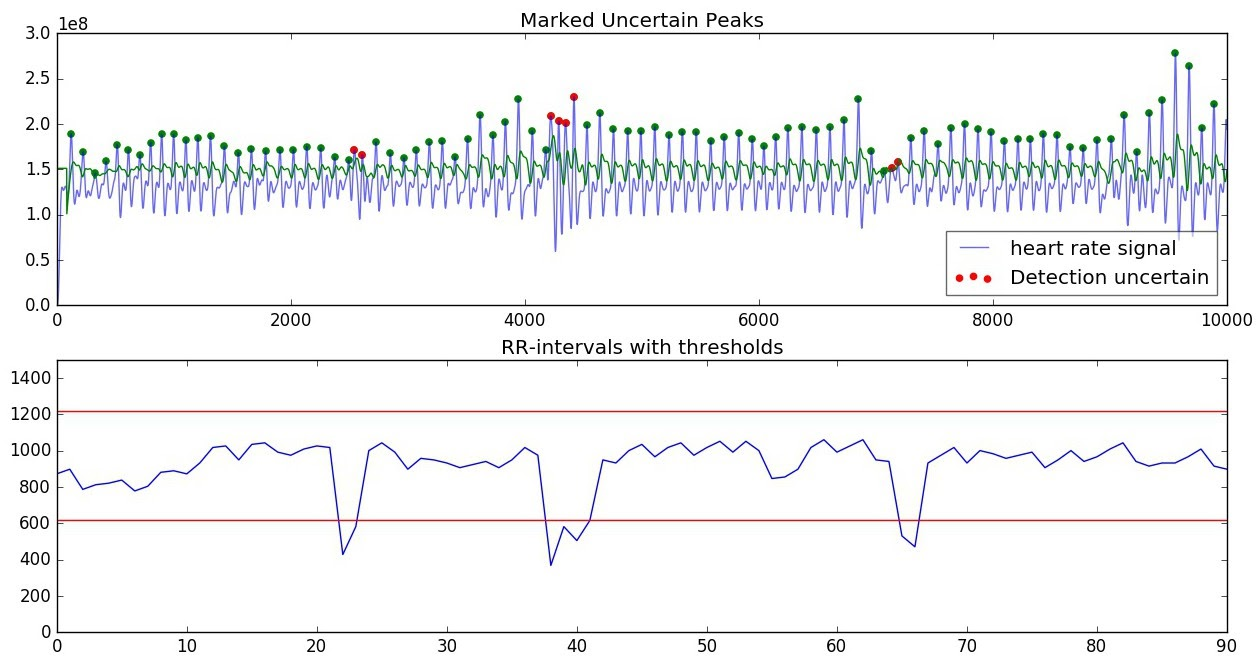 Marked Uncertain Peaks
1e8
3.0
2.5
2.0
1.5
1.0
0.5
0.0
0 2000 4000 6000 8000 10000
heart rate signal
Detection uncertain
RR-intervals with thresholds
1400
1200
1000
800
600
400
200
0
0 10 20 30 40 50 60 70 80 90